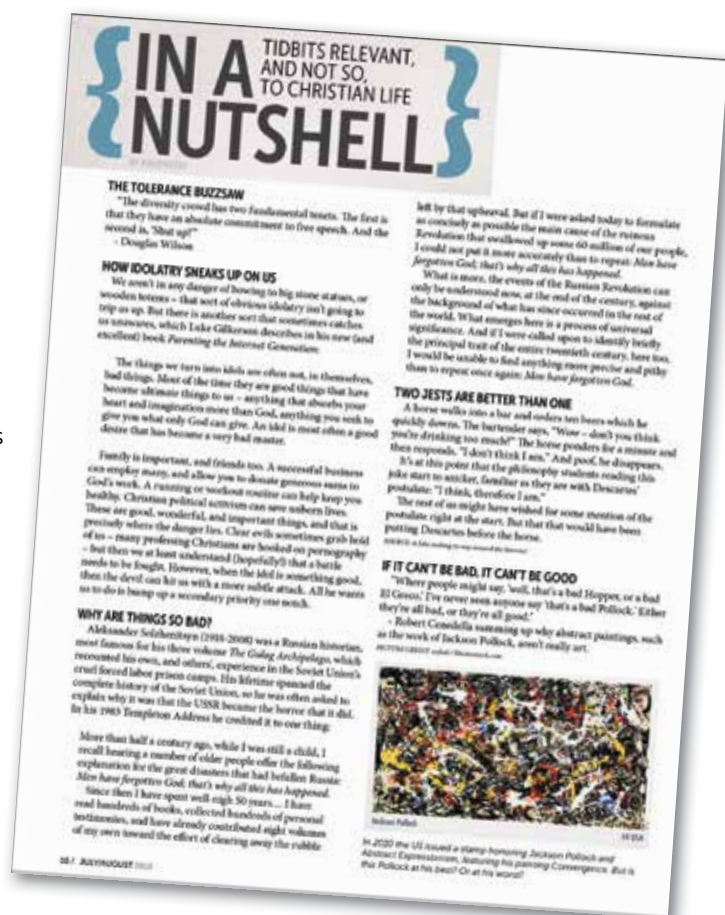 IN A
NUTSHELL
TIDBITS RELEVANT,
AND NOT SO,
TO CHRISTIAN LIFE
THE TOLERANCE BUZZSAW
"The diversity crowd has two fundamental tenets. The first is
that they have an absolute commitment to free speech. And the
second is, 'Shut up!'"
- Douglas Wilson
HOW IDOLATRY SNEAKS UP ON US
We aren't in any danger of bowing to big stone statues, or
wooden totems – that sort of obvious idolatry isn't going to
trip us up. But there is another sort that sometimes catches
us unawares, which Luke Gilkerson describes in his new (and
excellent) book Parenting the Internet Generation:
The things we turn into idols are often not, in themselves,
bad things. Most of the time they are good things that have
become ultimate things to us – anything that absorbs your
heart and imagination more than God, anything you seek to
give you what only God can give. An idol is most often a good
desire that has become a very bad master.
Family is important, and friends too. A successful business
can employ many, and allow you to donate generous sums to
God's work. A running or workout routine can help keep you
healthy. Christian political activism can save unborn lives.
These are good, wonderful, and important things, and that is
precisely where the danger lies. Clear evils sometimes grab hold
of us – many professing Christians are hooked on pornography
– but then we at least understand (hopefully!) that a battle
needs to be fought. However, when the idol is something good,
then the devil can hit us with a more subtle attack. All he wants
us to do is bump up a secondary priority one notch.
WHY ARE THINGS SO BAD?
Aleksander Solzhenitsyn (1918-2008) was a Russian historian,
most famous for his three volume The Gulag Archipelago, which
recounted his own, and others', experience in the Soviet Union's
cruel forced labor prison camps. His lifetime spanned the
complete history of the Soviet Union, so he was often asked to
explain why it was that the USSR became the horror that it did.
In his 1983 Templeton Address he credited it to one thing:
More than half a century ago, while I was still a child, I
recall hearing a number of older people offer the following
explanation for the great disasters that had befallen Russia:
Men have forgotten God; that's why all this has happened.
Since then I have spent well-nigh 50 years... I have
read hundreds of books, collected hundreds of personal
testimonies, and have already contributed eight volumes
of my own toward the effort of clearing away the rubble
left by that upheaval. But if I were asked today to formulate
as concisely as possible the main cause of the ruinous
Revolution that swallowed up some 60 million of our people,
I could not put it more accurately than to repeat: Men have
forgotten God; that's why all this has happened.
What is more, the events of the Russian Revolution can
only be understood now, at the end of the century, against
the background of what has since occurred in the rest of
the world. What emerges here is a process of universal
significance. And if I were called upon to identify briefly
the principal trait of the entire twentieth century, here too,
I would be unable to find anything more precise and pithy
than to repeat once again: Men have forgotten God.
TWO JESTS ARE BETTER THAN ONE
A horse walks into a bar and orders ten beers which he
quickly downs. The bartender says, "Wow – don't you think
you're drinking too much?" The horse ponders for a minute and
then responds, "I don't think I am." And poof, he disappears.
It's at this point that the philosophy students reading this
joke start to snicker, familiar as they are with Descartes'
postulate: "I think, therefore I am."
The rest of us might have wished for some mention of the
postulate right at the start. But that that would have been
putting Descartes before the horse.
SOURCE: A joke making its way around the Internet
IF IT CAN'T BE BAD, IT CAN'T BE GOOD
"Where people might say, 'well, that's a bad Hopper, or a bad
El Greco.' I've never seen anyone say 'that's a bad Pollock.' Either
they're all bad, or they're all good."
- Robert Cenedella summing up why abstract paintings, such
as the work of Jackson Pollock, aren't really art.
PICTURE CREDIT: / Shutterstock.com
Jackson Pollock
In 2010 the US issued a stamp honoring Jackson Pollock and
Abstract Expressionism, featuring his painting Convergence. But is
this Pollock at his best? Or at his worst?
JULY/AUGUST